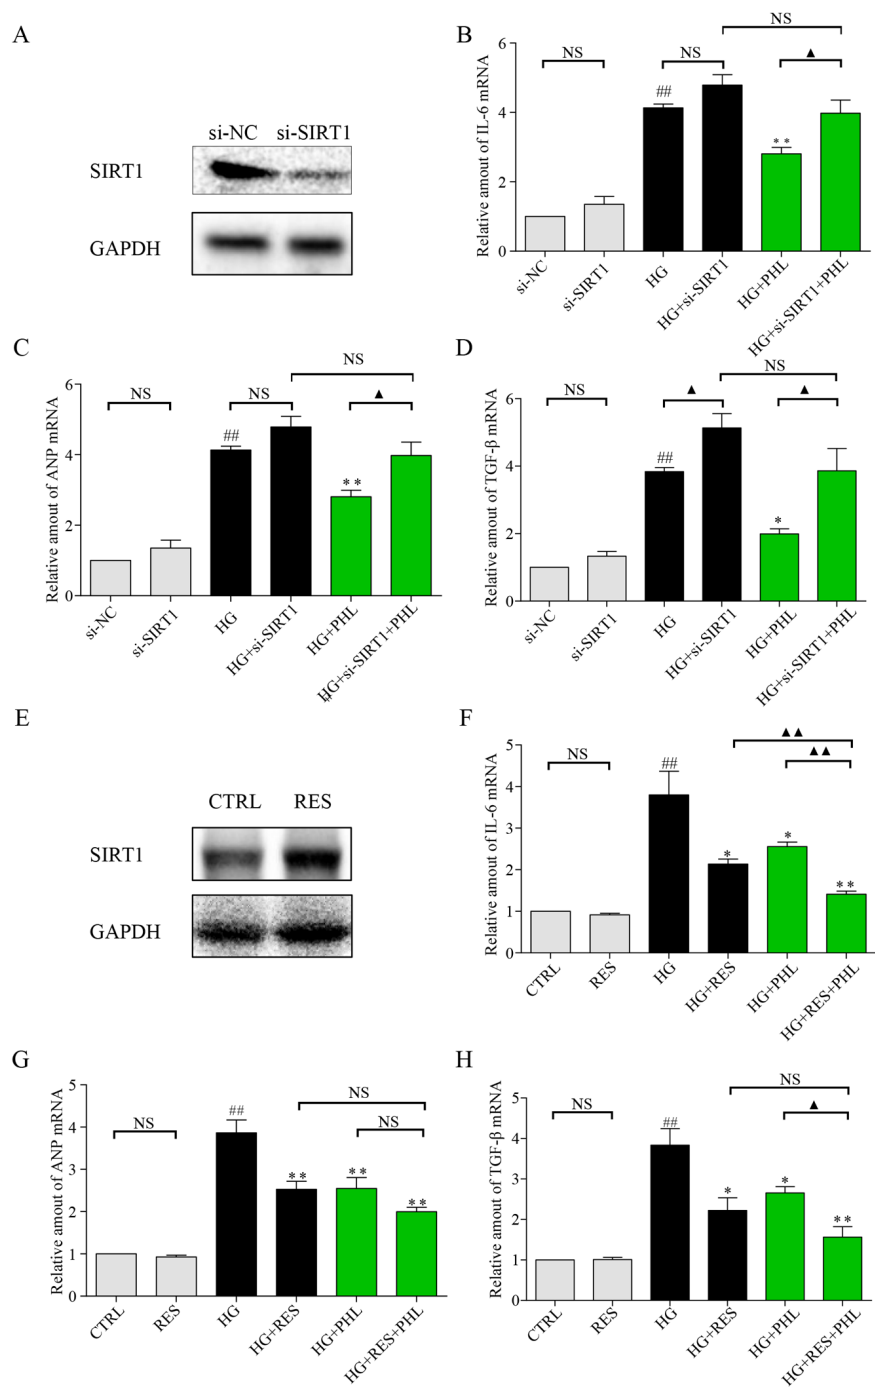 A
si-NC si-SIRT1
SIRT1
GAPDH
B
Relative amout of IL-6 mRNA
6
4
2
0
NS
NS
NS
▲
##
**
si-NC
si-SIRT1
HG
HG+si-SIRT1
HG+PHL
HG+si-SIRT1+PHL
C
Relative amout of ANP mRNA
6
4
2
0
NS
NS
NS
▲
##
**
si-NC
si-SIRT1
HG
HG+si-SIRT1
HG+PHL
HG+si-SIRT1+PHL
D
Relative amout of TGF-β mRNA
6
4
2
0
NS
▲
NS
▲
##
*
si-NC
si-SIRT1
HG
HG+si-SIRT1
HG+PHL
HG+si-SIRT1+PHL
E
CTRL RES
SIRT1
GAPDH
F
Relative amout of IL-6 mRNA
5
4
3
2
1
0
NS
▲▲
▲▲
##
*
*
**
CTRL
RES
HG
HG+RES
HG+PHL
HG+RES+PHL
G
Relative amout of ANP mRNA
5
4
3
2
1
0
NS
NS
NS
##
**
**
**
CTRL
RES
HG
HG+RES
HG+PHL
HG+RES+PHL
H
Relative amout of TGF-β mRNA
5
4
3
2
1
0
NS
NS
▲
##
*
*
**
CTRL
RES
HG
HG+RES
HG+PHL
HG+RES+PHL